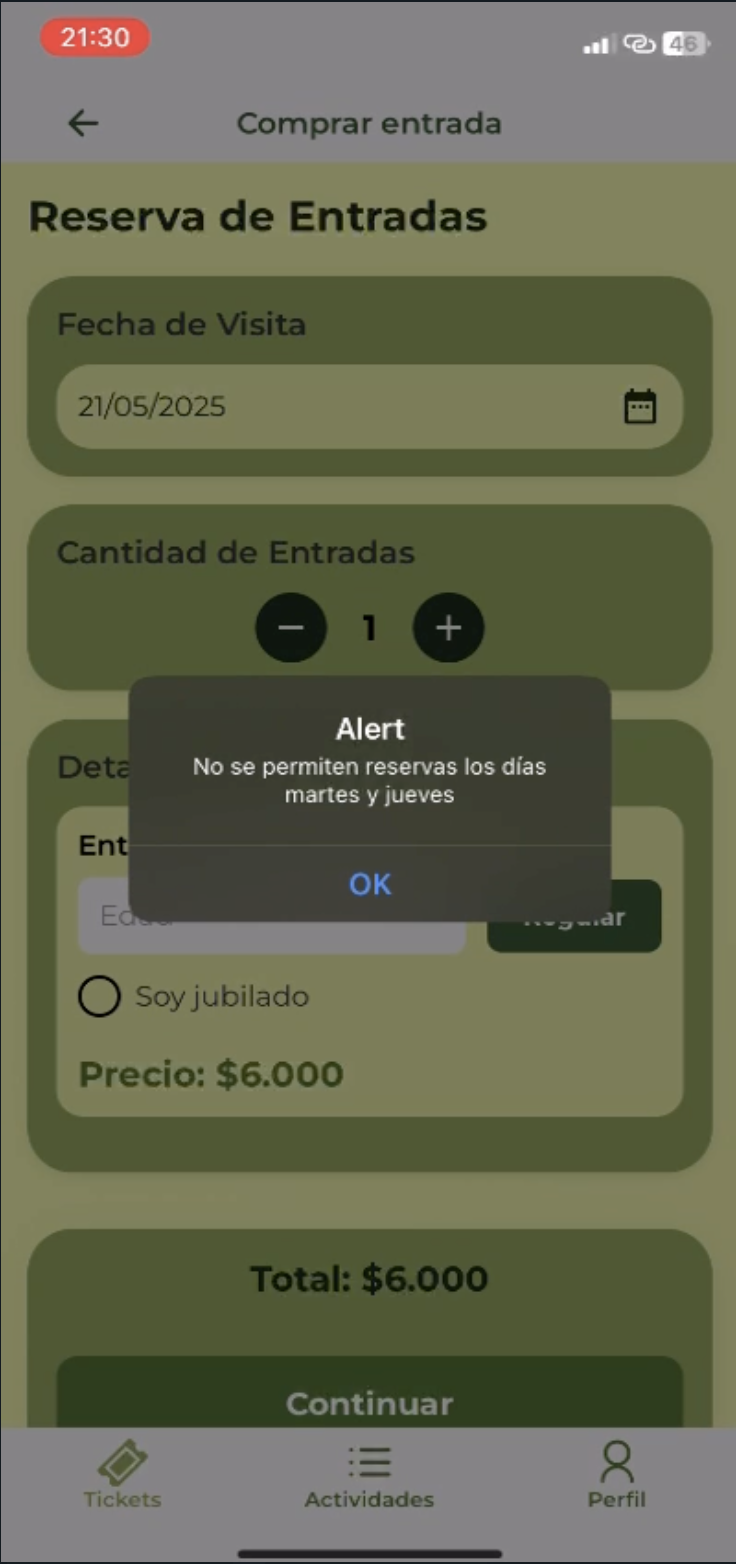 21:30
46
Comprar entrada
Reserva de Entradas
Fecha de Visita
21/05/2025
Cantidad de Entradas
1
Alert
No se permiten reservas los días
martes y jueves
OK
Regular
Soy jubilado
Precio: $6.000
Total: $6.000
Continuar
Tickets
Actividades
Perfil